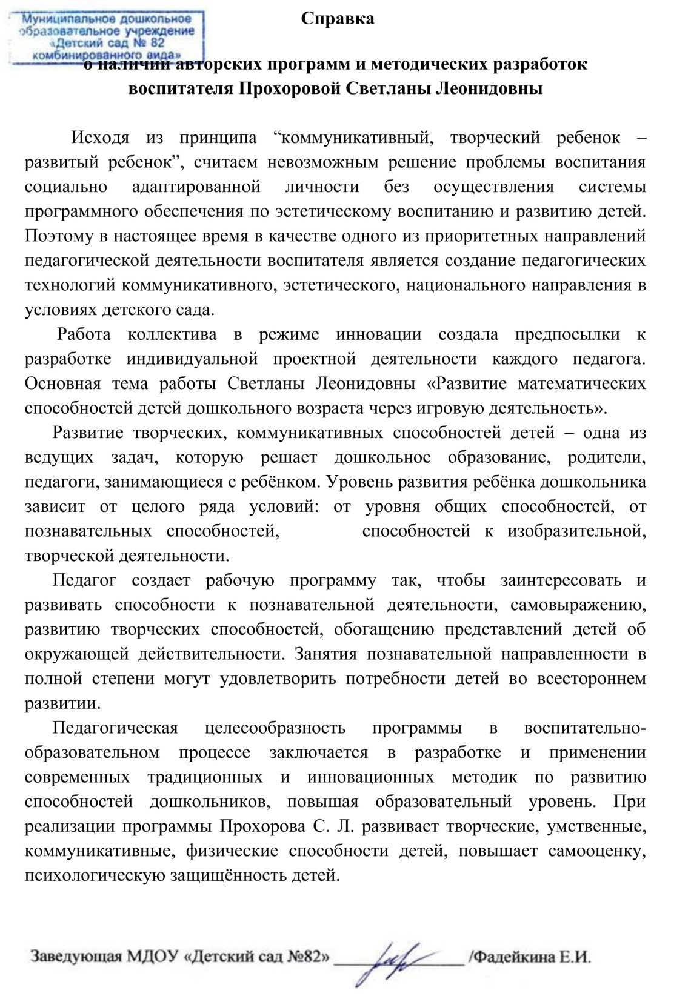 Муниципальное дошкольное
образовательное учреждение
«Детский сад № 82
комбинированного вида»
Справка
о наличии авторских программ и методических разработок
воспитателя Прохоровой Светланы Леонидовны
Исходя из принципа “коммуникативный, творческий ребенок –
развитый ребенок”, считаем невозможным решение проблемы воспитания
социально адаптированной личности без осуществления системы
программного обеспечения по эстетическому воспитанию и развитию детей.
Поэтому в настоящее время в качестве одного из приоритетных направлений
педагогической деятельности воспитателя является создание педагогических
технологий коммуникативного, эстетического, национального направления в
условиях детского сада.
Работа коллектива в режиме инновации создала предпосылки к
разработке индивидуальной проектной деятельности каждого педагога.
Основная тема работы Светланы Леонидовны «Развитие математических
способностей детей дошкольного возраста через игровую деятельность».
Развитие творческих, коммуникативных способностей детей – одна из
ведущих задач, которую решает дошкольное образование, родители,
педагоги, занимающиеся с ребёнком. Уровень развития ребёнка дошкольника
зависит от целого ряда условий: от уровня общих способностей, от
познавательных способностей, способностей к изобразительной,
творческой деятельности.
Педагог создает рабочую программу так, чтобы заинтересовать и
развивать способности к познавательной деятельности, самовыражению,
развитию творческих способностей, обогащению представлений детей об
окружающей действительности. Занятия познавательной направленности в
полной степени могут удовлетворить потребности детей во всестороннем
развитии.
Педагогическая целесообразность программы в воспитательно-
образовательном процессе заключается в разработке и применении
современных традиционных и инновационных методик по развитию
способностей дошкольников, повышая образовательный уровень. При
реализации программы Прохорова С. Л. развивает творческие, умственные,
коммуникативные, физические способности детей, повышает самооценку,
психологическую защищённость детей.
Заведующая МДОУ «Детский сад №82» ______________ /Фадейкина Е.И.